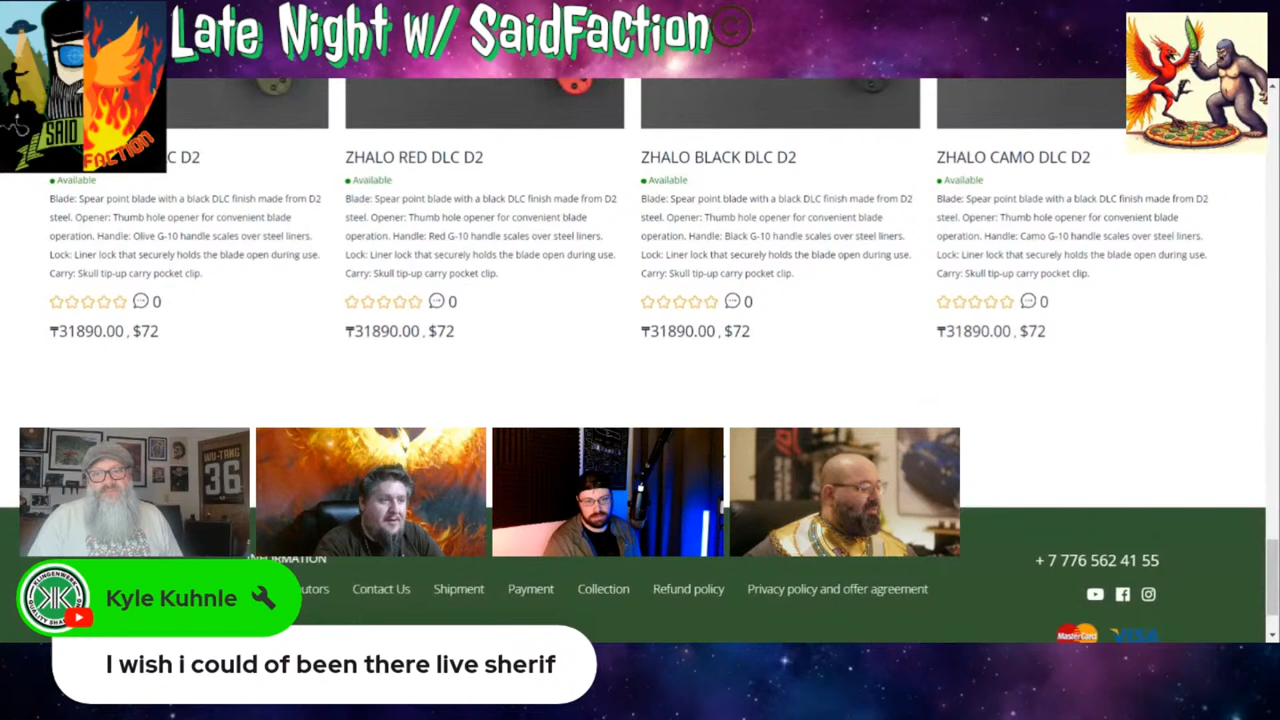 Late Night w/ SaidFaction©
SAID
FACTION
C D2
Available
Blade: Spear point blade with a black DLC finish made from D2
steel. Opener: Thumb hole opener for convenient blade
operation. Handle: Olive G-10 handle scales over steel liners.
Lock: Liner lock that securely holds the blade open during use.
Carry: Skull tip-up carry pocket clip.
0
₸31890.00 , $72
ZHALO RED DLC D2
Available
Blade: Spear point blade with a black DLC finish made from D2
steel. Opener: Thumb hole opener for convenient blade
operation. Handle: Red G-10 handle scales over steel liners.
Lock: Liner lock that securely holds the blade open during use.
Carry: Skull tip-up carry pocket clip.
0
₸31890.00 , $72
ZHALO BLACK DLC D2
Available
Blade: Spear point blade with a black DLC finish made from D2
steel. Opener: Thumb hole opener for convenient blade
operation. Handle: Black G-10 handle scales over steel liners.
Lock: Liner lock that securely holds the blade open during use.
Carry: Skull tip-up carry pocket clip.
0
₸31890.00 , $72
ZHALO CAMO DLC D2
Available
Blade: Spear point blade with a black DLC finish made from D2
steel. Opener: Thumb hole opener for convenient blade
operation. Handle: Camo G-10 handle scales over steel liners.
Lock: Liner lock that securely holds the blade open during use.
Carry: Skull tip-up carry pocket clip.
0
₸31890.00 , $72
WU-TANG
36
INFORMATION
utors Contact Us Shipment Payment Collection Refund policy Privacy policy and offer agreement
+ 7 776 562 41 55
MasterCard VISA
KK
Kyle Kuhnle
I wish i could of been there live sherif